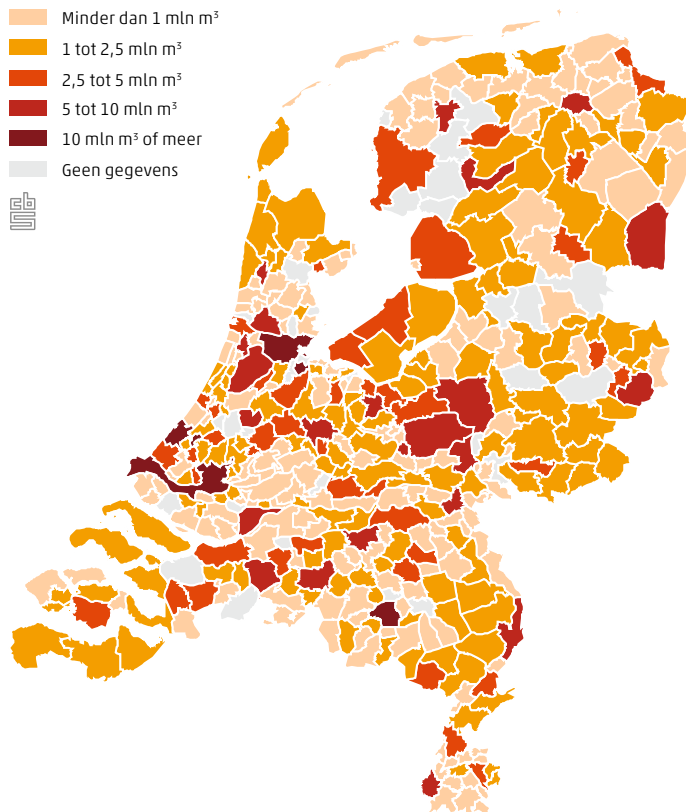 Minder dan 1 mln m³
1 tot 2,5 mln m³
2,5 tot 5 mln m³
5 tot 10 mln m³
10 mln m³ of meer
Geen gegevens
cbs